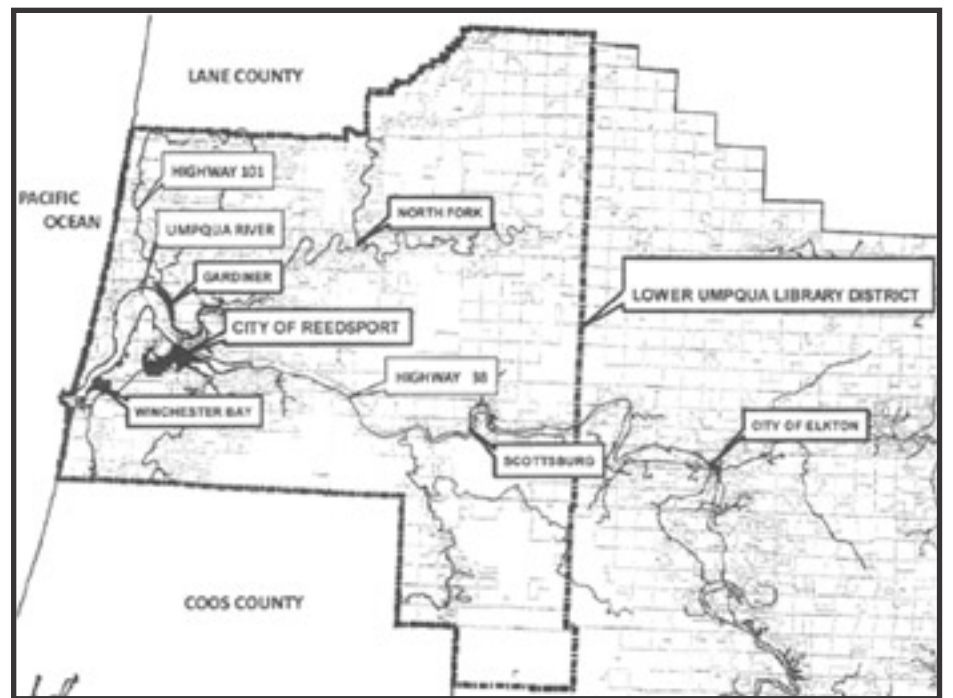 LANE COUNTY
HIGHWAY 101
PACIFIC
OCEAN
NORTH FORK
UMPQUA RIVER
GARDINER
LOWER UMPQUA LIBRARY DISTRICT
CITY OF REEDSPORT
HIGHWAY
WINCHESTER BAY
CITY OF ELKTON
SCOTTSBURG
COOS COUNTY